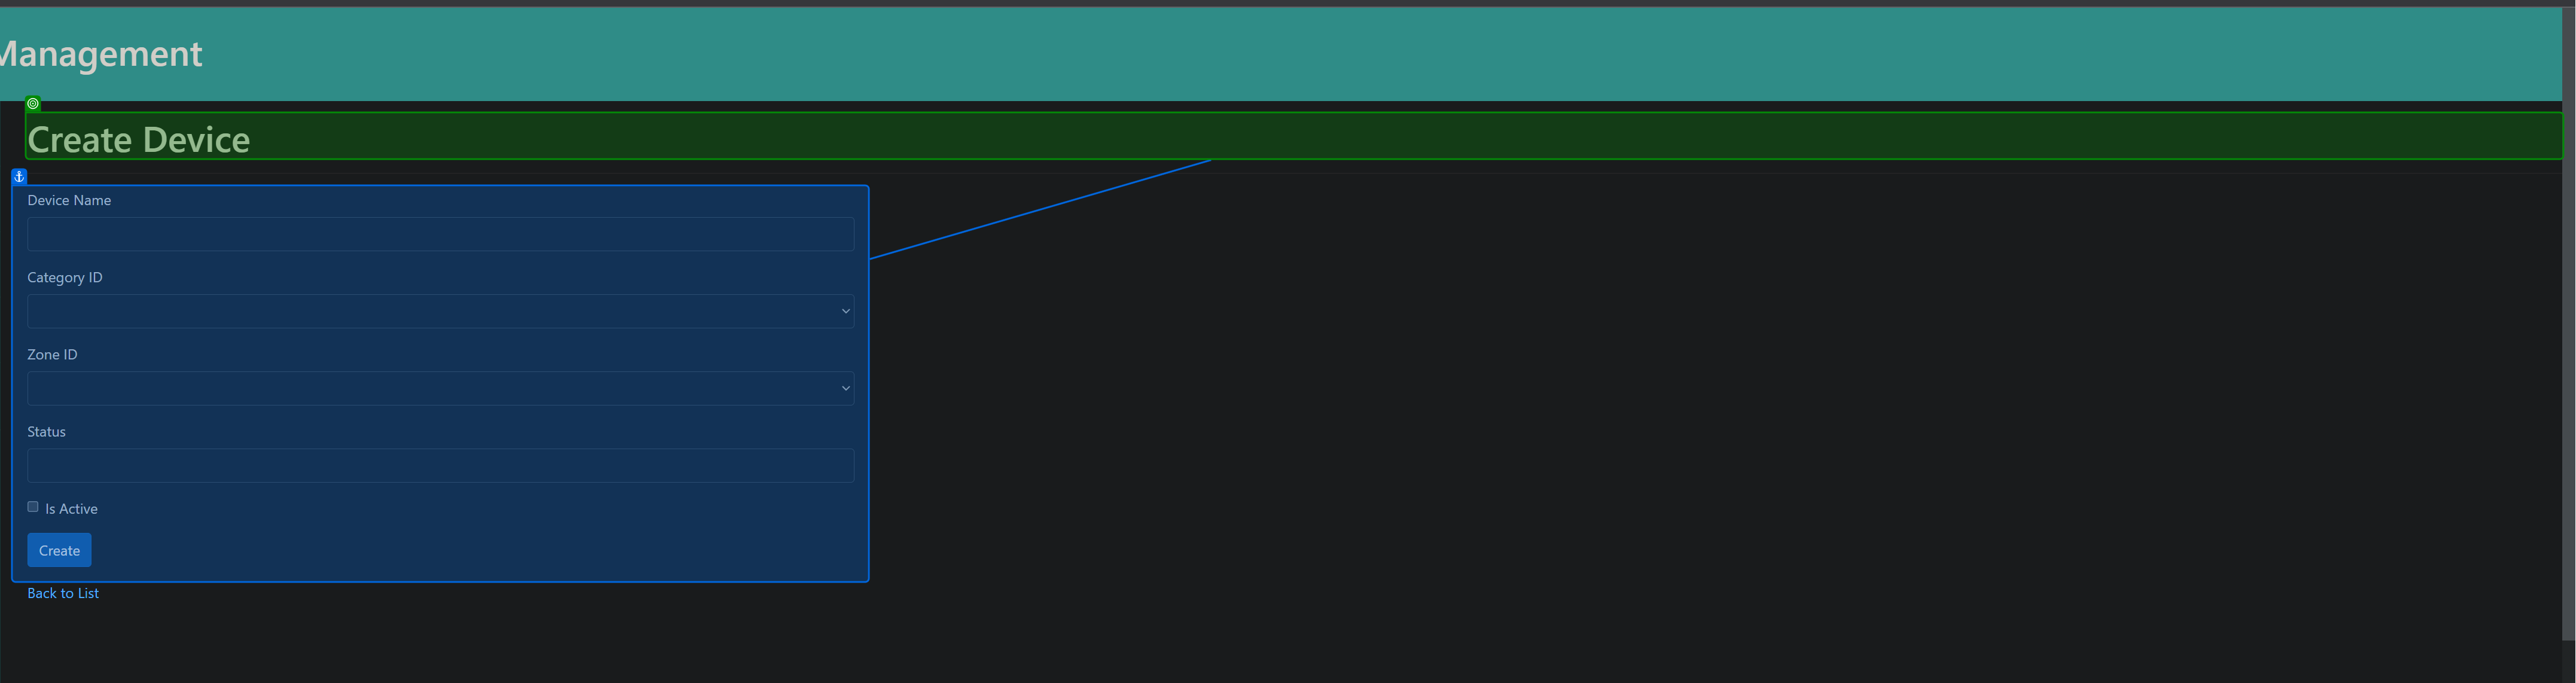 Management
Create Device
Device Name
Category ID
Zone ID
Status
Is Active
Create
Back to List